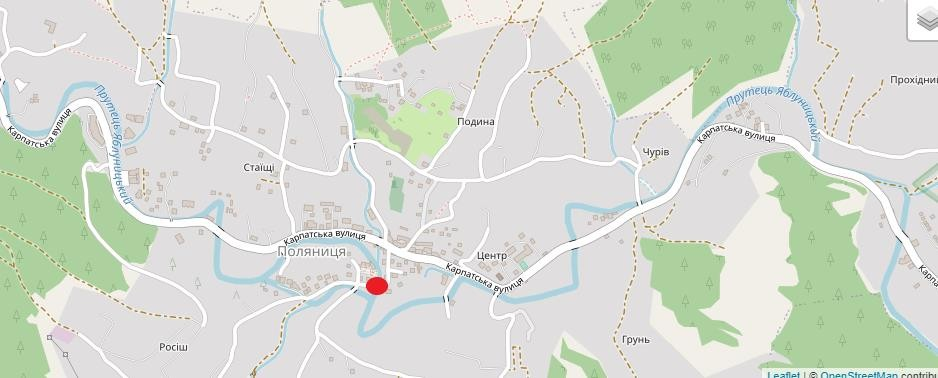 Прохідни
Прутець Яблуницький
Прутець Яблуницький
Карпатська вулиця
Подина
Карпатська вулиця
Чурів
Стаїщі
Карпатська вулиця
Поляниця
Центр
Карпатська вулиця
Карпа
Грунь
Росіш
Leaflet | © OpenStreetMap contribu